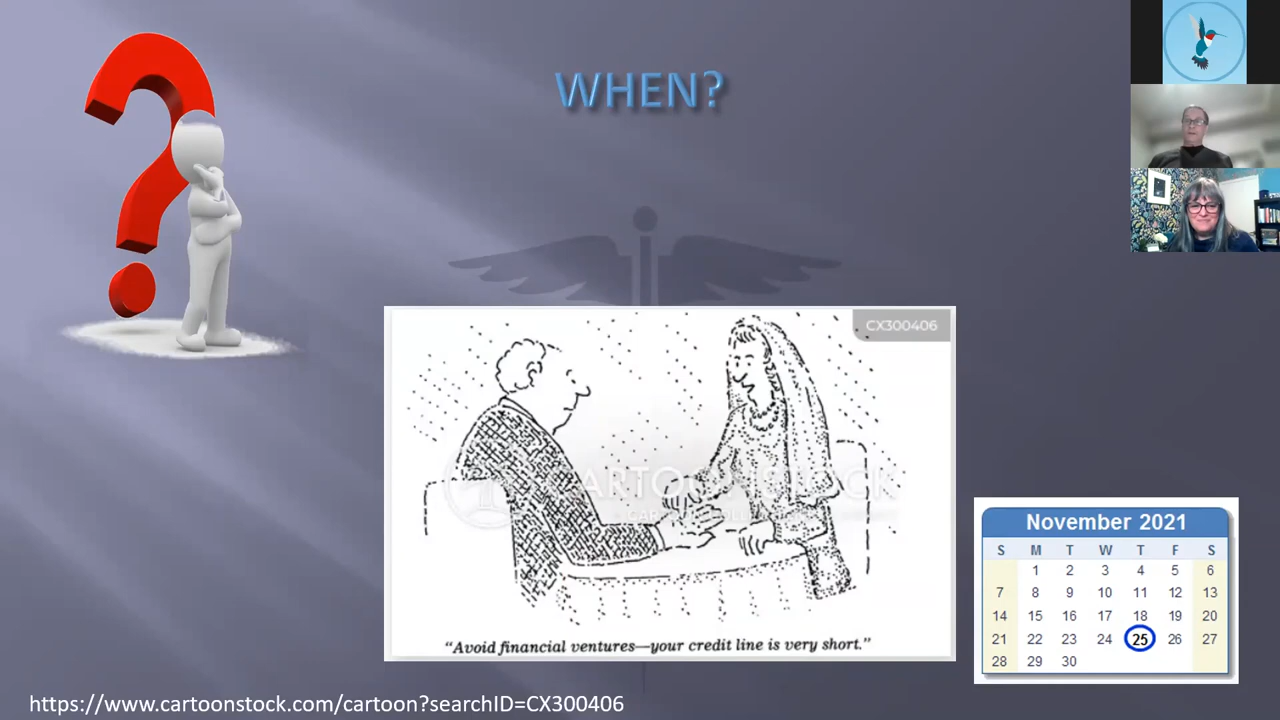 WHEN?
CX300406
CARTOONSTOCK
"Avoid financial ventures—your credit line is very short."
November 2021
S M T W T F S
1 2 3 4 5 6
7 8 9 10 11 12 13
14 15 16 17 18 19 20
21 22 23 24 25 26 27
28 29 30
https://www.cartoonstock.com/cartoon?searchID=CX300406